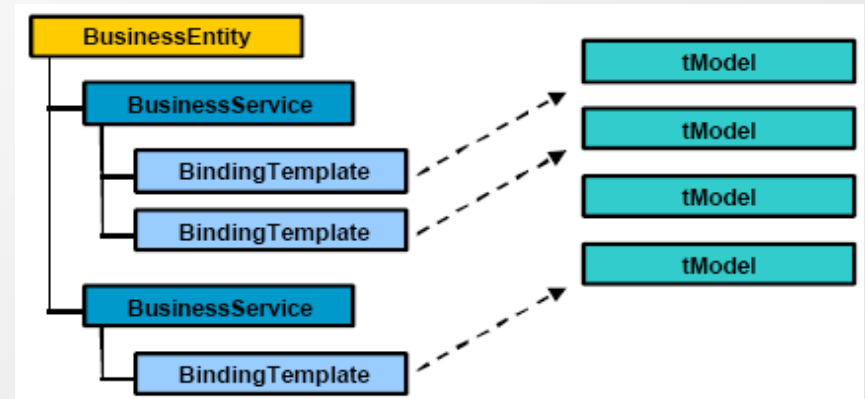 BusinessEntity
BusinessService
BindingTemplate
BindingTemplate
BusinessService
BindingTemplate
tModel
tModel
tModel
tModel